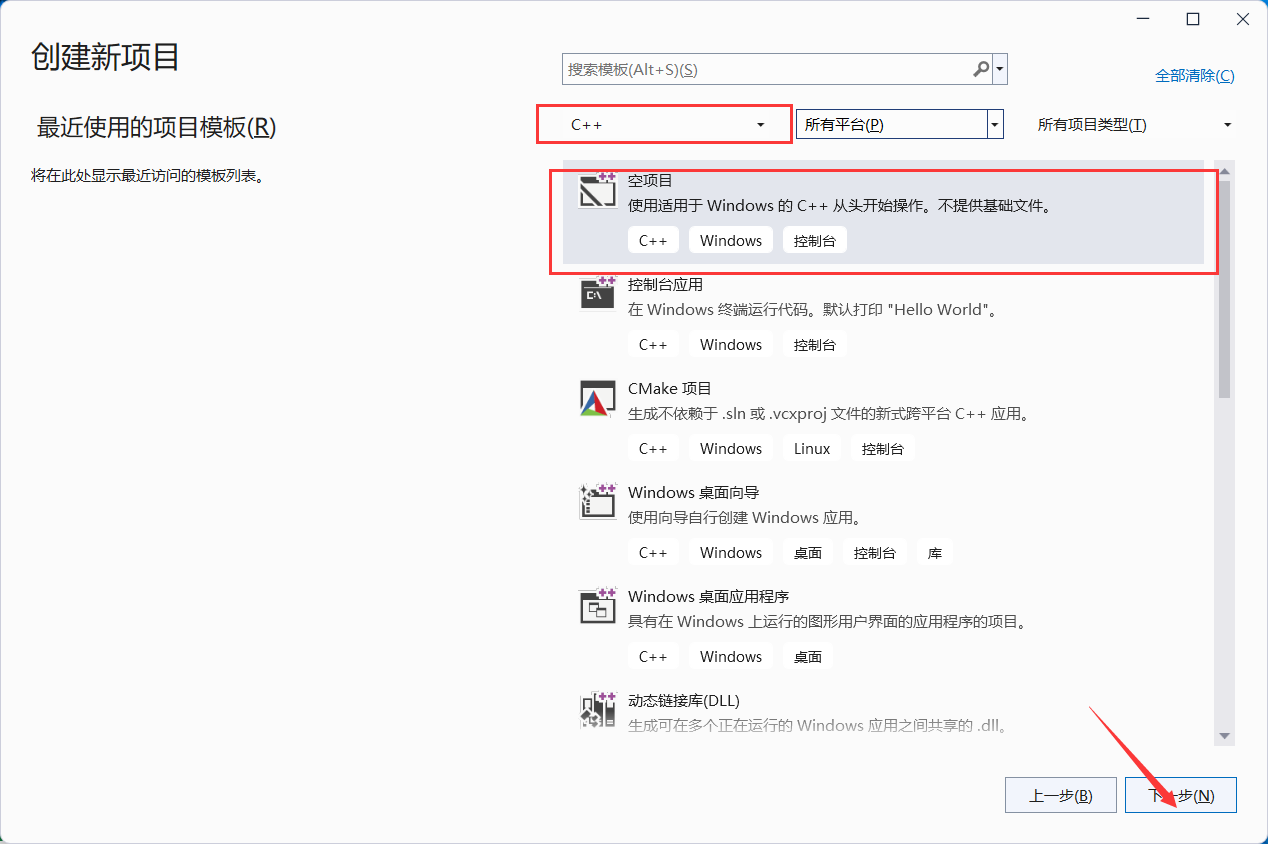 创建新项目
搜索模板(Alt+S)(S)
全部清除(C)
最近使用的项目模板(R)
C++
所有平台(P)
所有项目类型(T)
将在此处显示最近访问的模板列表。
空项目
使用适用于 Windows 的 C++ 从头开始操作。不提供基础文件。
C++ Windows 控制台
控制台应用
在 Windows 终端运行代码。默认打印 "Hello World"。
C++ Windows 控制台
CMake 项目
生成不依赖于 .sln 或 .vcxproj 文件的新式跨平台 C++ 应用。
C++ Windows Linux 控制台
Windows 桌面向导
使用向导自行创建 Windows 应用。
C++ Windows 桌面 控制台 库
Windows 桌面应用程序
具有在 Windows 上运行的图形用户界面的应用程序的项目。
C++ Windows 桌面
动态链接库(DLL)
生成可在多个正在运行的 Windows 应用之间共享的 .dll。
上一步(B)
下一步(N)